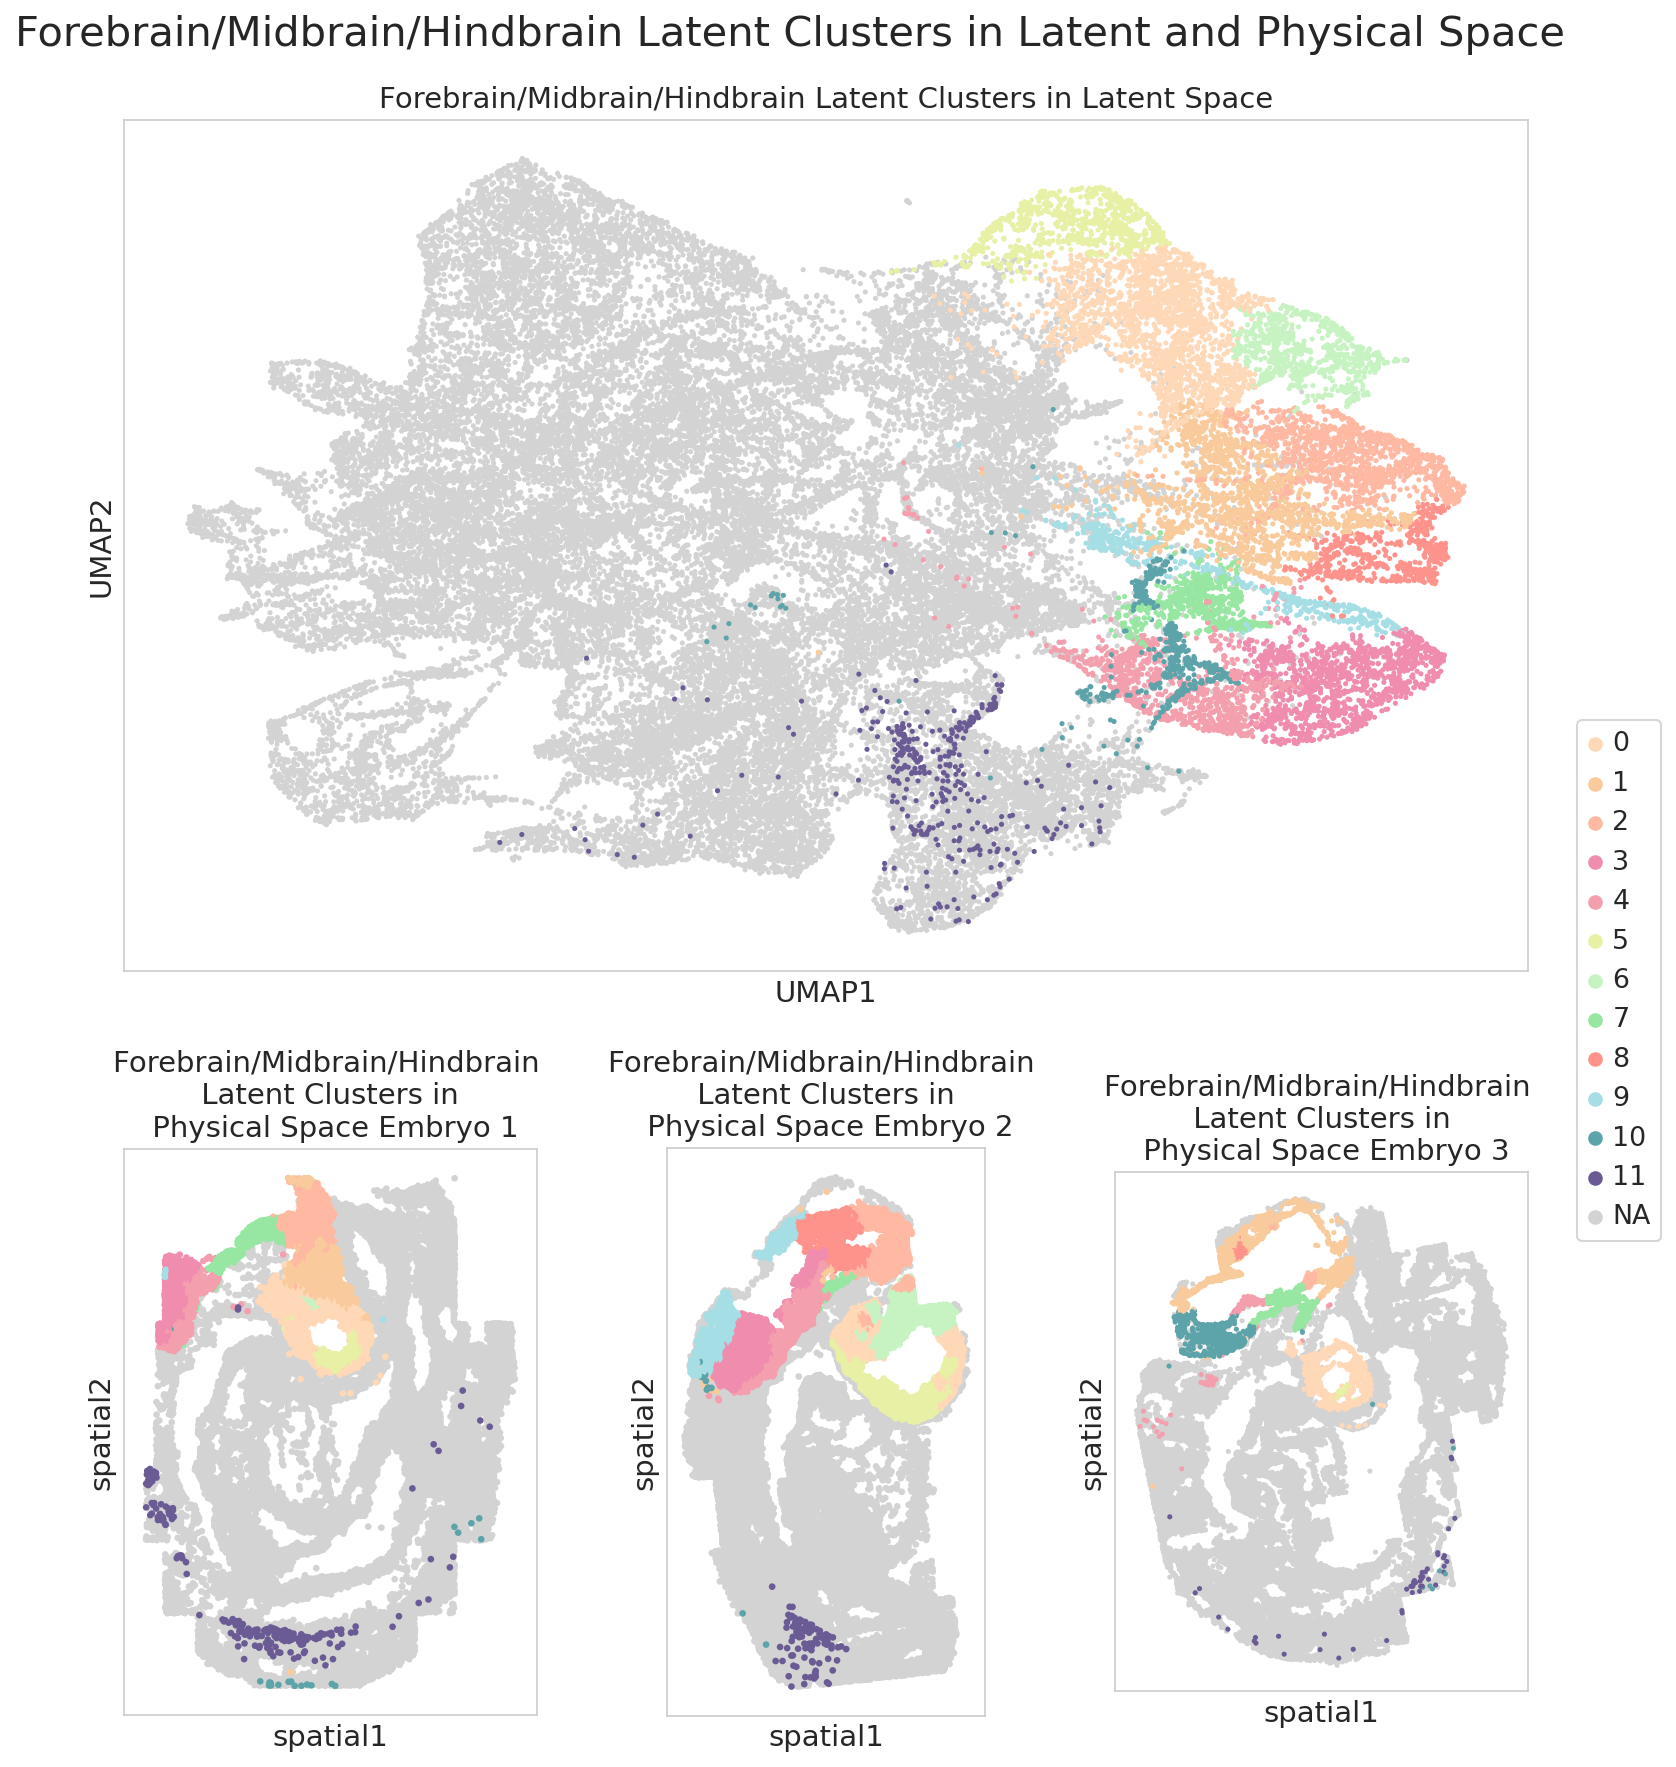 Forebrain/Midbrain/Hindbrain Latent Clusters in Latent and Physical Space
Forebrain/Midbrain/Hindbrain Latent Clusters in Latent Space
UMAP2
UMAP1
0
1
2
3
4
5
6
7
8
9
10
11
NA
Forebrain/Midbrain/Hindbrain
Latent Clusters in
Physical Space Embryo 1
spatial2
spatial1
Forebrain/Midbrain/Hindbrain
Latent Clusters in
Physical Space Embryo 2
spatial2
spatial1
Forebrain/Midbrain/Hindbrain
Latent Clusters in
Physical Space Embryo 3
spatial2
spatial1